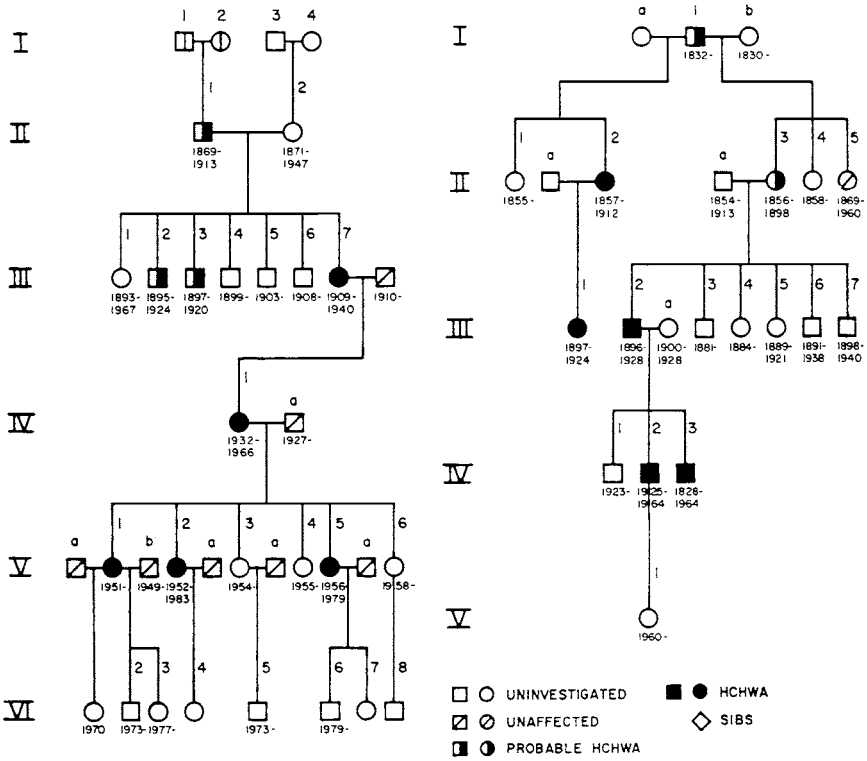 I 1 2 3 4
1 2
II
1869-1913 1871-1947
1 2 3 4 5 6 7
III
1893-1967 1895-1924 1897-1920 1899- 1903- 1908- 1909-1940 1910-
1
a
IV
1932-1966 1927-
a 1 b 2 a 3 a 4 5 a 6
V
1951- 1949- 1952-1983 1954- 1955- 1956-1979 1958-
2 3 4 5 6 7 8
VI
1970 1973- 1977- 1973- 1979-
I a i b
1832- 1830-
1 2 3 4 5
II a a
1855- 1857-1912 1854-1913 1856-1898 1858- 1869-1960
1 2 a 3 4 5 6 7
III
1897-1924 1896-1928 1900-1928 1881- 1884- 1889-1921 1891-1938 1898-1940
1 2 3
IV
1923- 1925-1964 1828-1964
1
V
1960-
UNINVESTIGATED
UNAFFECTED
PROBABLE HCHWA
HCHWA
SIBS